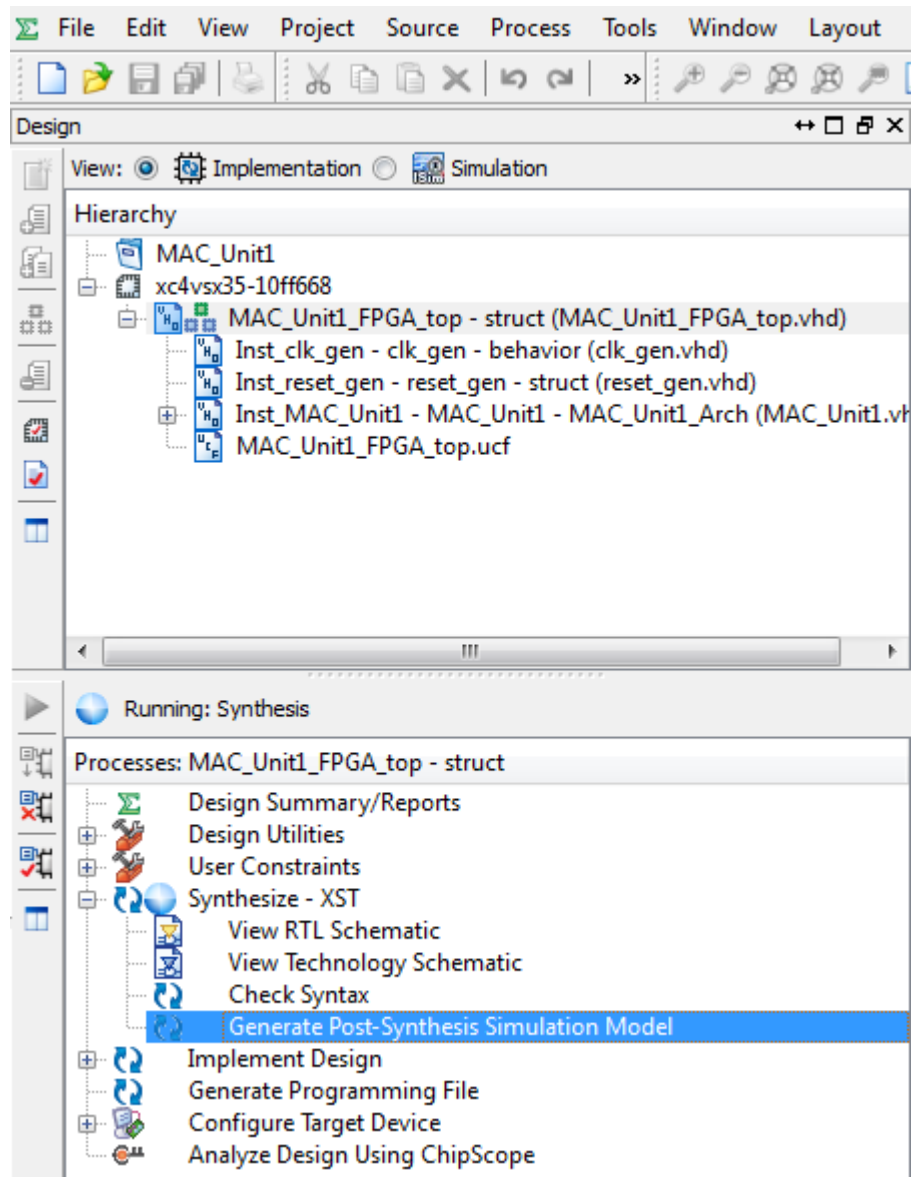 File Edit View Project Source Process Tools Window Layout
»
Design
View: Implementation Simulation
Hierarchy
MAC_Unit1
xc4vsx35-10ff668
MAC_Unit1_FPGA_top - struct (MAC_Unit1_FPGA_top.vhd)
Inst_clk_gen - clk_gen - behavior (clk_gen.vhd)
Inst_reset_gen - reset_gen - struct (reset_gen.vhd)
Inst_MAC_Unit1 - MAC_Unit1 - MAC_Unit1_Arch (MAC_Unit1.vh
MAC_Unit1_FPGA_top.ucf
Running: Synthesis
Processes: MAC_Unit1_FPGA_top - struct
Design Summary/Reports
Design Utilities
User Constraints
Synthesize - XST
View RTL Schematic
View Technology Schematic
Check Syntax
Generate Post-Synthesis Simulation Model
Implement Design
Generate Programming File
Configure Target Device
Analyze Design Using ChipScope